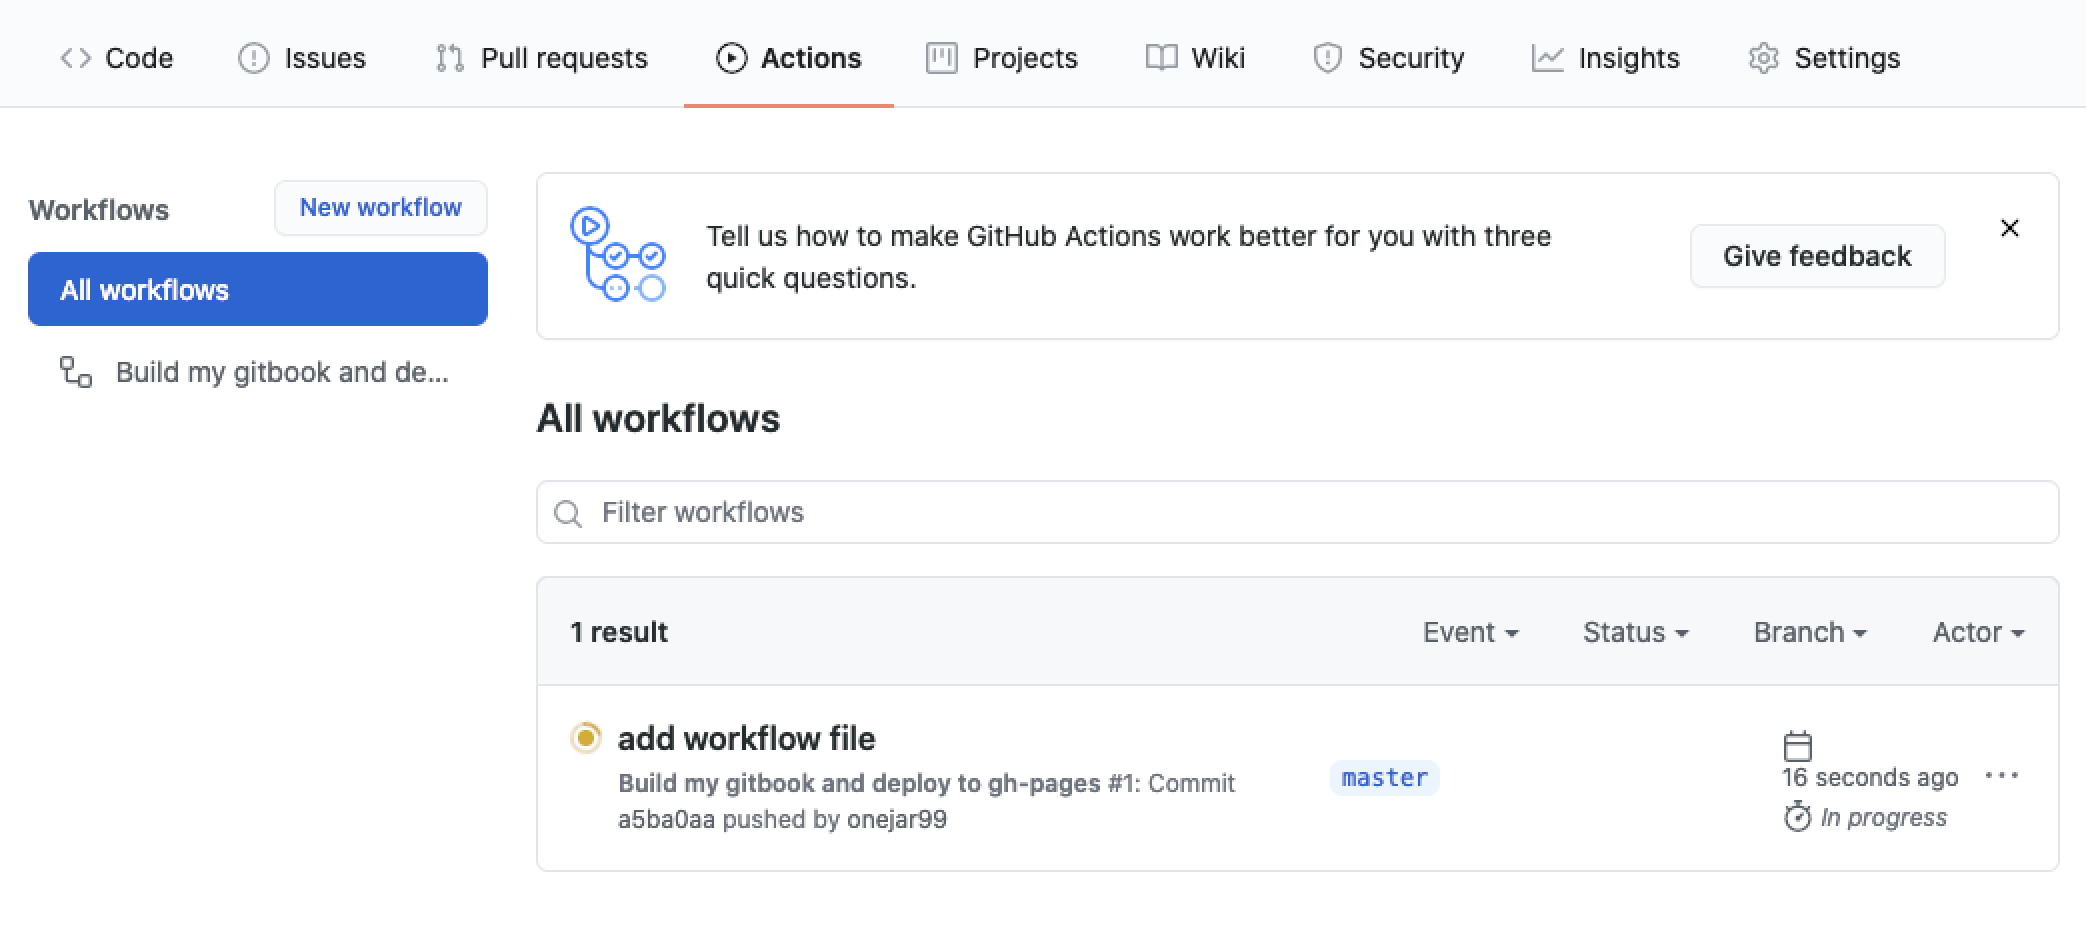 Code Issues Pull requests Actions Projects Wiki Security Insights Settings
Workflows New workflow
All workflows
Build my gitbook and de...
Tell us how to make GitHub Actions work better for you with three
quick questions.
Give feedback
All workflows
Filter workflows
1 result Event Status Branch Actor
add workflow file
Build my gitbook and deploy to gh-pages #1: Commit
a5ba0aa pushed by onejar99
master
16 seconds ago
In progress